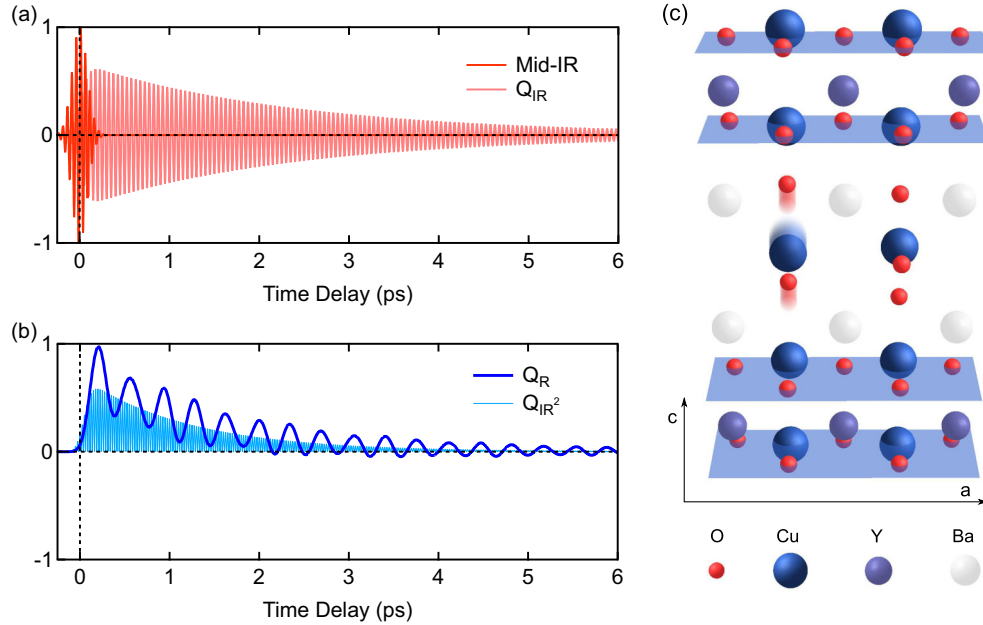 (a)
1
0
-1
Mid-IR
Q_IR
0 1 2 3 4 5 6
Time Delay (ps)
(b)
1
0
-1
Q_R
Q_IR²
0 1 2 3 4 5 6
Time Delay (ps)
(c)
c
a
O Cu Y Ba